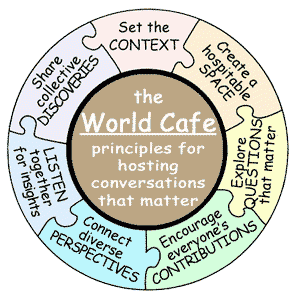 the
World Cafe
principles for
hosting
conversations
that matter
Set the
CONTEXT
Create a
hospitable
SPACE
Explore
QUESTIONS
that matter
Encourage
everyone's
CONTRIBUTIONS
Connect
diverse
PERSPECTIVES
LISTEN
together
for insights
Share
collective
DISCOVERIES